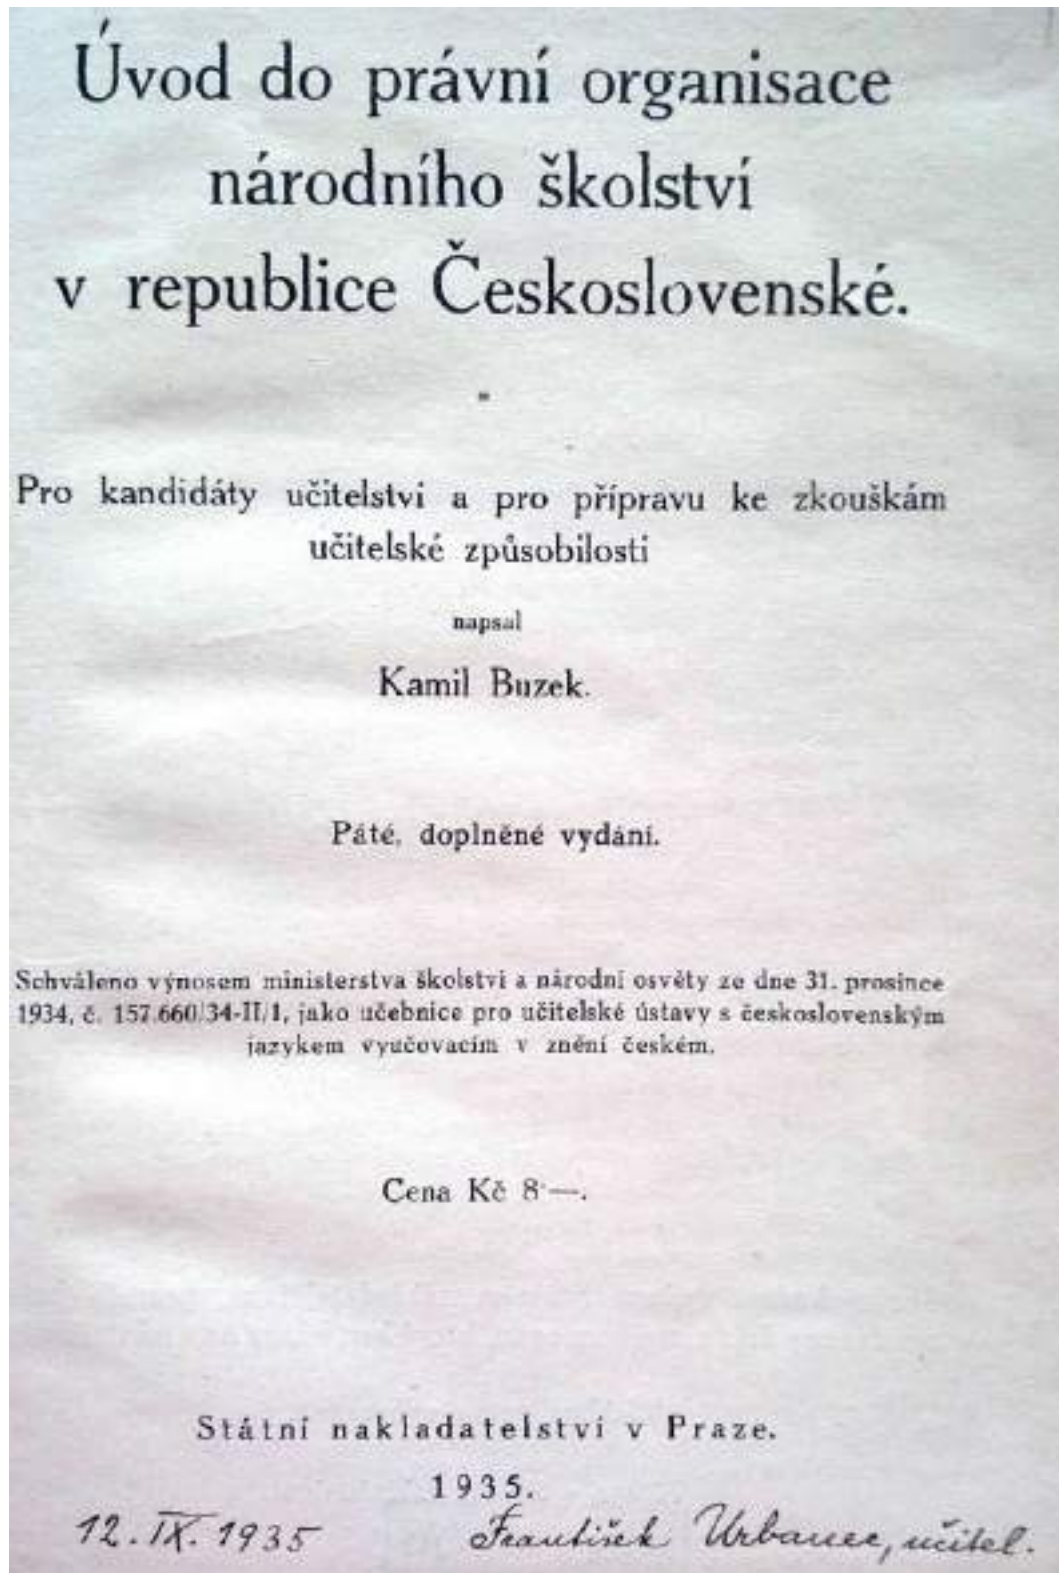 Úvod do právní organisace
národního školství
v republice Československé.
Pro kandidáty učitelství a pro přípravu ke zkouškám
učitelské způsobilosti
napsal
Kamil Buzek.
Páté, doplněné vydání.
Schváleno výnosem ministerstva školství a národní osvěty ze dne 31. prosince
1934, č. 157.660/34-II/1, jako učebnice pro učitelské ústavy s československým
jazykem vyučovacím v znění českém.
Cena Kč 8·—.
Státní nakladatelství v Praze.
1935.
12. IX. 1935 František Urbanec, učitel.